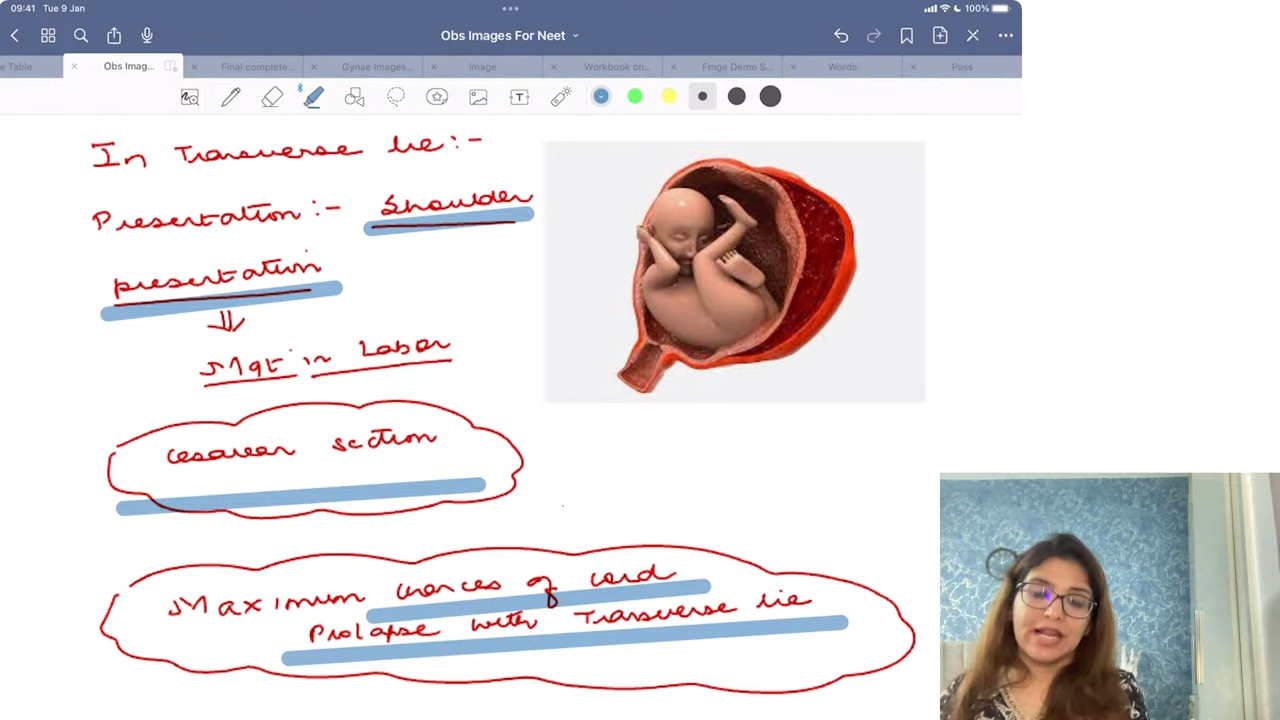 09:41 Tue 9 Jan
100%
Obs Images For Neet
e Table
Obs Imag...
Final complete...
Gynae Images...
Image
Workbook on...
Fmge Demo S...
Words
Pass
In Transverse lie:-
Presentation:- Shoulder
presentation
Mgt in Labor
cesarean section
Maximum chances of cord
Prolapse with Transverse lie